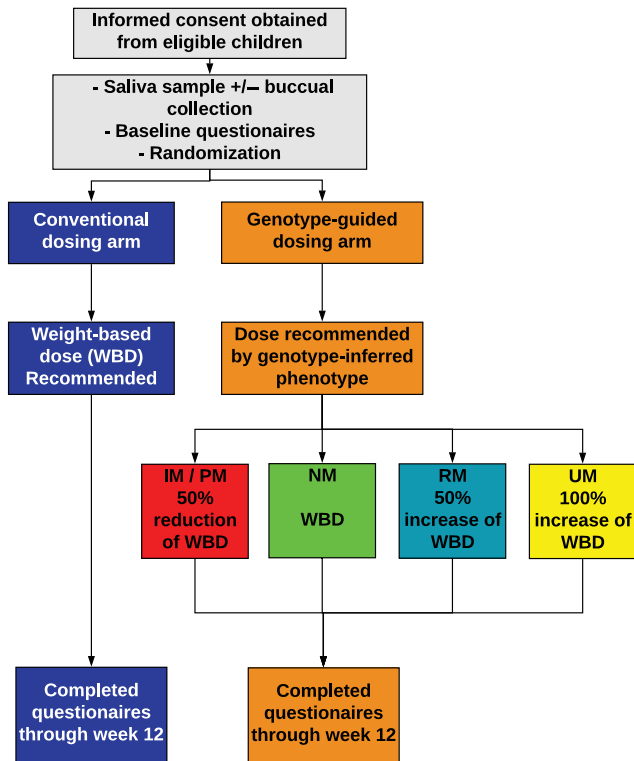 Informed consent obtained
from eligible children
- Saliva sample +/– buccual
collection
- Baseline questionaires
- Randomization
Conventional
dosing arm
Genotype-guided
dosing arm
Weight-based
dose (WBD)
Recommended
Dose recommended
by genotype-inferred
phenotype
IM / PM
50%
reduction
of WBD
NM
WBD
RM
50%
increase of
WBD
UM
100%
increase of
WBD
Completed
questionaires
through week 12
Completed
questionaires
through week 12